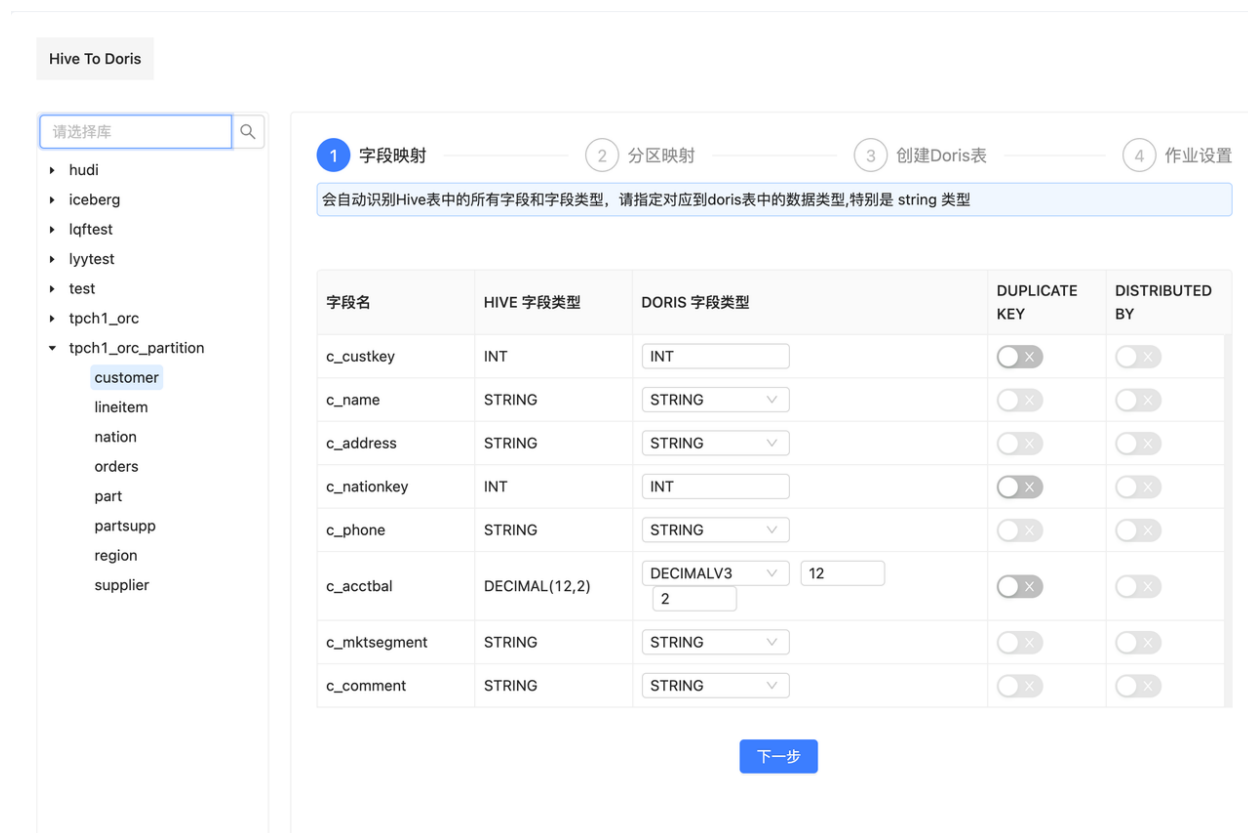 Hive To Doris
请选择库
hudi
iceberg
lqftest
lyytest
test
tpch1_orc
tpch1_orc_partition
customer
lineitem
nation
orders
part
partsupp
region
supplier
1 字段映射 2 分区映射 3 创建Doris表 4 作业设置
会自动识别Hive表中的所有字段和字段类型，请指定对应到doris表中的数据类型,特别是 string 类型
字段名 HIVE 字段类型 DORIS 字段类型 DUPLICATE KEY DISTRIBUTED BY
c_custkey INT INT
c_name STRING STRING
c_address STRING STRING
c_nationkey INT INT
c_phone STRING STRING
c_acctbal DECIMAL(12,2) DECIMALV3 12
2
c_mktsegment STRING STRING
c_comment STRING STRING
下一步